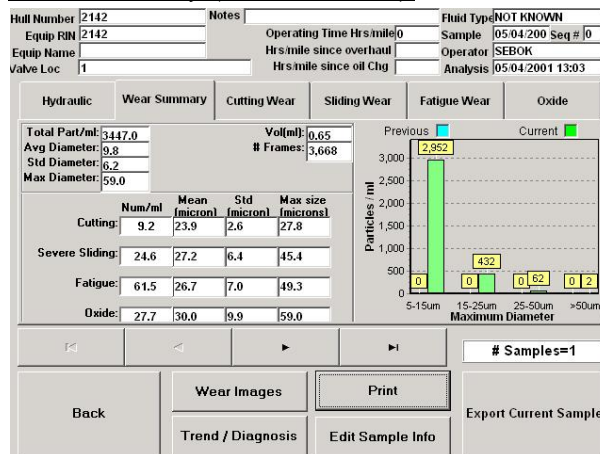 Hull Number 2142 Notes Fluid Type NOT KNOWN
Equip RIN 2142 Operating Time Hrs/mile 0 Sample 05/04/200 Seq # 0
Equip Name Hrs/mile since overhaul Operator SEBOK
Valve Loc 1 Hrs/mile since oil Chg Analysis 05/04/2001 13:03
Hydraulic Wear Summary Cutting Wear Sliding Wear Fatigue Wear Oxide
Total Part/ml: 3447.0 Vol(ml): 0.65
Avg Diameter: 9.8 # Frames: 3,668
Std Diameter: 6.2
Max Diameter: 59.0
Num/ml Mean (micron) Std (micron) Max size (microns)
Cutting: 9.2 23.9 2.6 27.8
Severe Sliding: 24.6 27.2 6.4 45.4
Fatigue: 61.5 26.7 7.0 49.3
Oxide: 27.7 30.0 9.9 59.0
Previous Current
Particles / ml
3,000
2,500
2,000
1,500
1,000
500
0
0 2,952 0 432 0 62 0 2
5-15um 15-25um 25-50um >50um
Maximum Diameter
# Samples=1
Back Wear Images Print Export Current Sample
Trend / Diagnosis Edit Sample Info